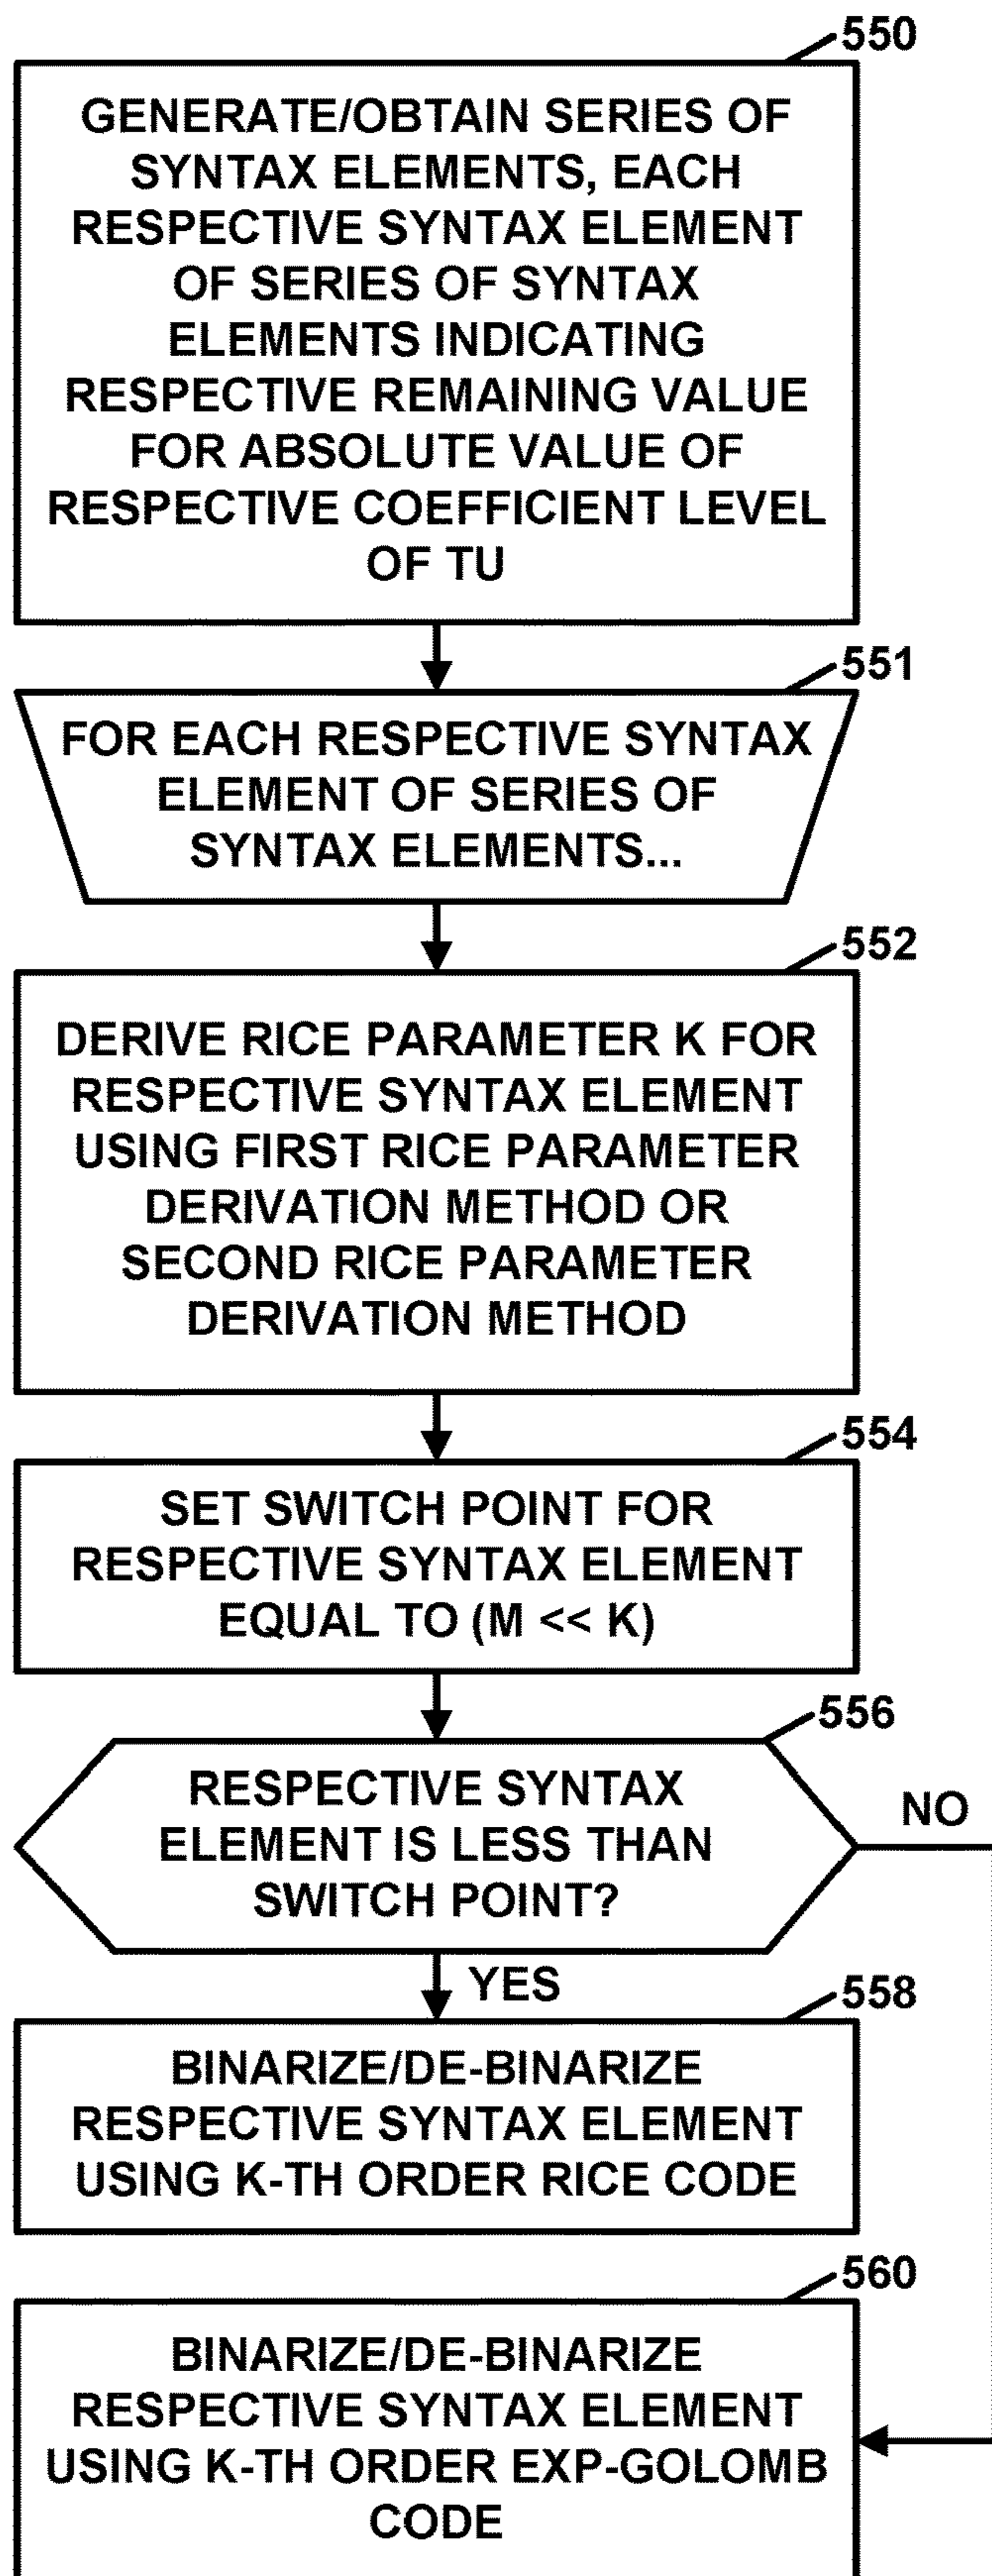 550
GENERATE/OBTAIN SERIES OF
SYNTAX ELEMENTS, EACH
RESPECTIVE SYNTAX ELEMENT
OF SERIES OF SYNTAX
ELEMENTS INDICATING
RESPECTIVE REMAINING VALUE
FOR ABSOLUTE VALUE OF
RESPECTIVE COEFFICIENT LEVEL
OF TU
551
FOR EACH RESPECTIVE SYNTAX
ELEMENT OF SERIES OF
SYNTAX ELEMENTS...
552
DERIVE RICE PARAMETER K FOR
RESPECTIVE SYNTAX ELEMENT
USING FIRST RICE PARAMETER
DERIVATION METHOD OR
SECOND RICE PARAMETER
DERIVATION METHOD
554
SET SWITCH POINT FOR
RESPECTIVE SYNTAX ELEMENT
EQUAL TO (M << K)
556
RESPECTIVE SYNTAX
ELEMENT IS LESS THAN
SWITCH POINT?
NO
YES
558
BINARIZE/DE-BINARIZE
RESPECTIVE SYNTAX ELEMENT
USING K-TH ORDER RICE CODE
560
BINARIZE/DE-BINARIZE
RESPECTIVE SYNTAX ELEMENT
USING K-TH ORDER EXP-GOLOMB
CODE